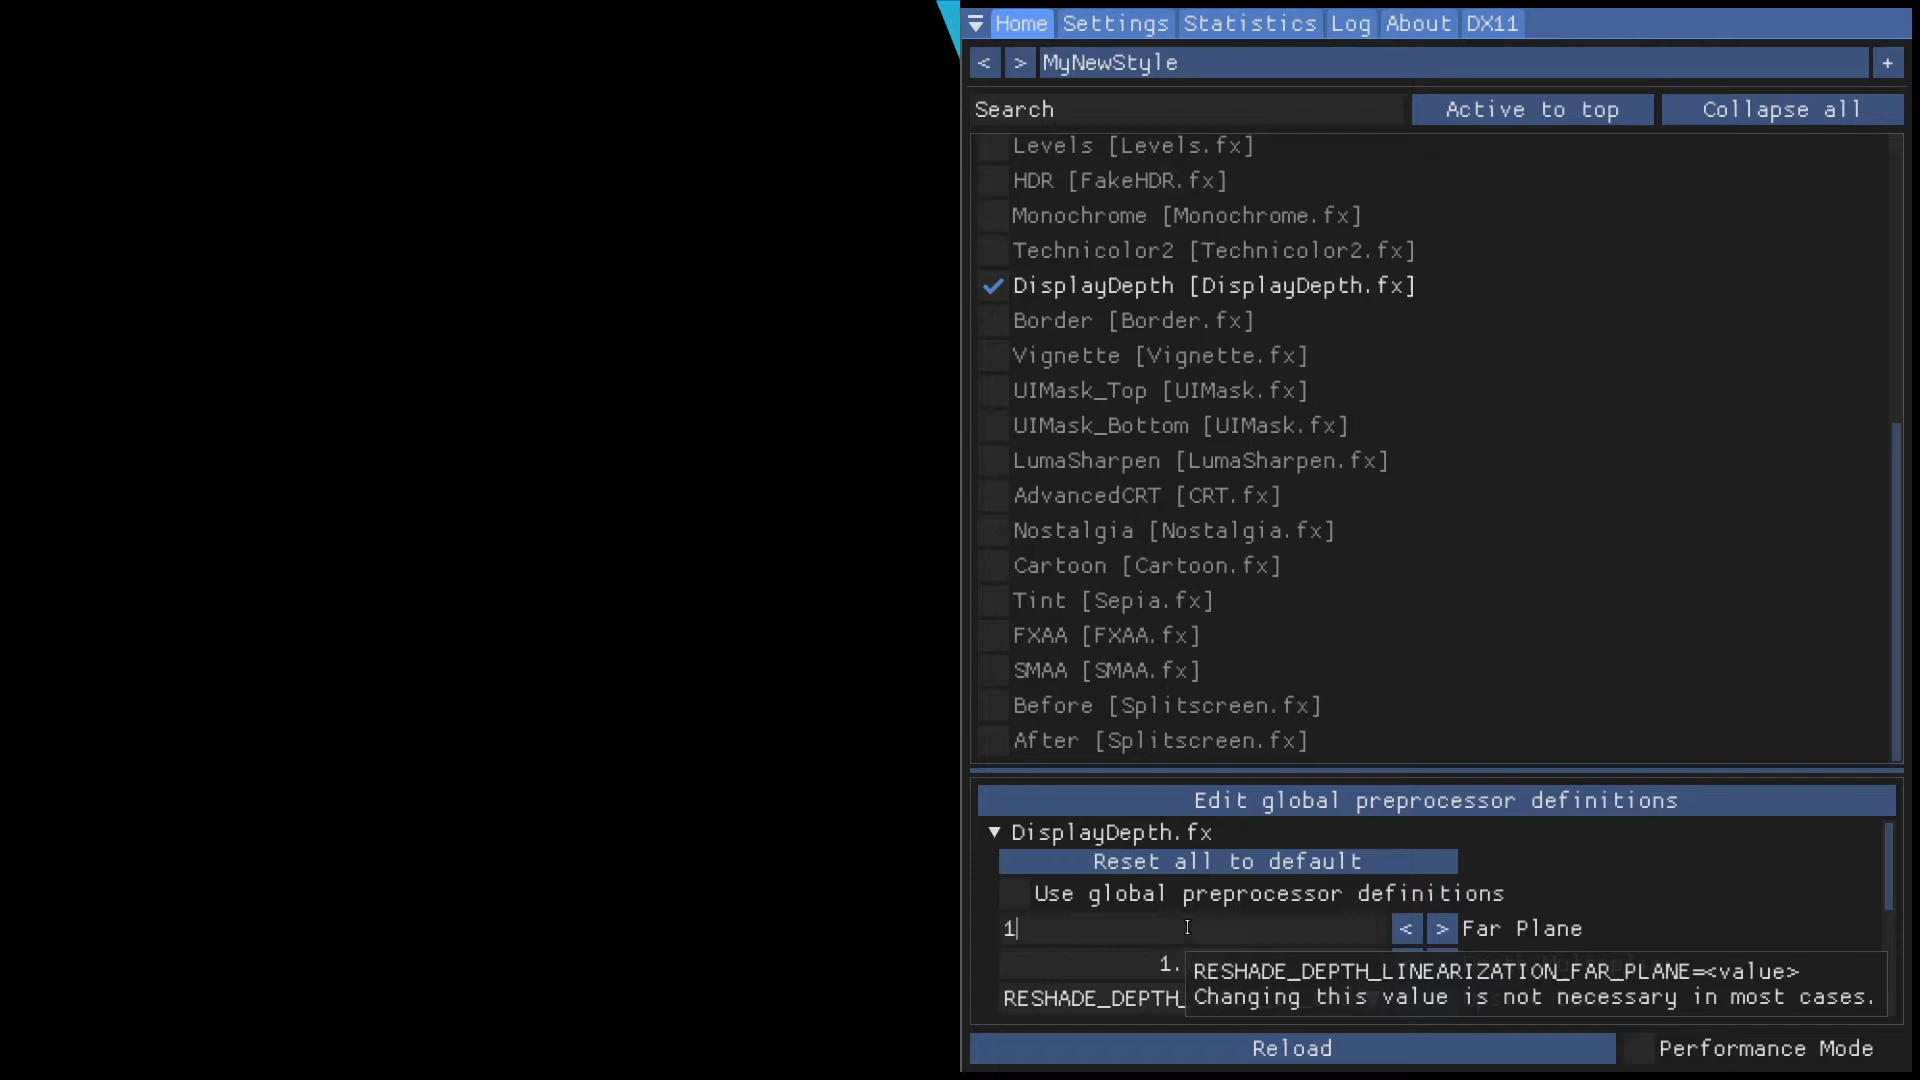 Home Settings Statistics Log About DX11
< > MyNewStyle +
Search Active to top Collapse all
Levels [Levels.fx]
HDR [FakeHDR.fx]
Monochrome [Monochrome.fx]
Technicolor2 [Technicolor2.fx]
DisplayDepth [DisplayDepth.fx]
Border [Border.fx]
Vignette [Vignette.fx]
UIMask_Top [UIMask.fx]
UIMask_Bottom [UIMask.fx]
LumaSharpen [LumaSharpen.fx]
AdvancedCRT [CRT.fx]
Nostalgia [Nostalgia.fx]
Cartoon [Cartoon.fx]
Tint [Sepia.fx]
FXAA [FXAA.fx]
SMAA [SMAA.fx]
Before [Splitscreen.fx]
After [Splitscreen.fx]
Edit global preprocessor definitions
DisplayDepth.fx
Reset all to default
Use global preprocessor definitions
1 < > Far Plane
1.
RESHADE_DEPTH_LINEARIZATION_FAR_PLANE=<value>
RESHADE_DEPTH_
Changing this value is not necessary in most cases.
Reload Performance Mode